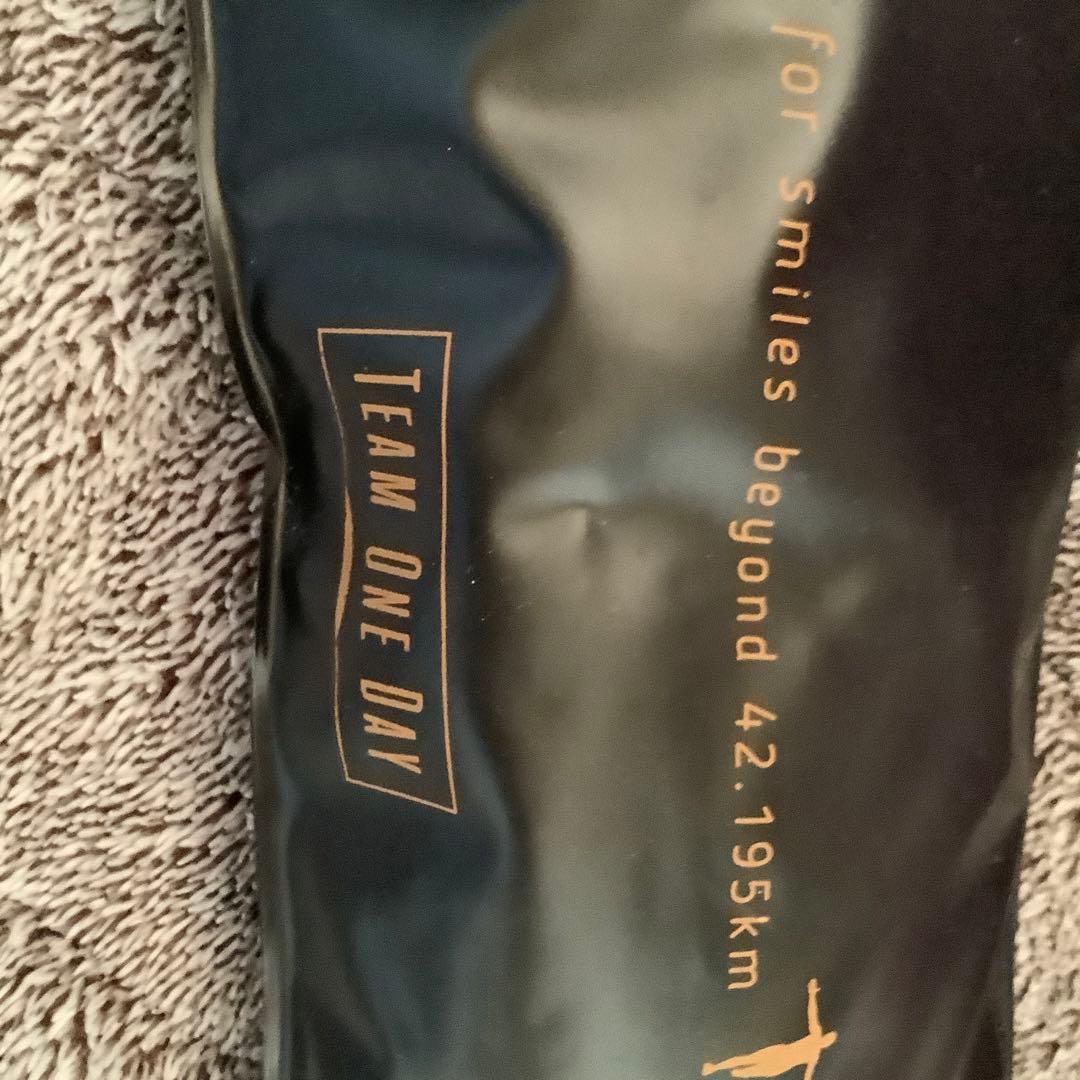 for smiles beyond 42.195km
TEAM ONE DAY